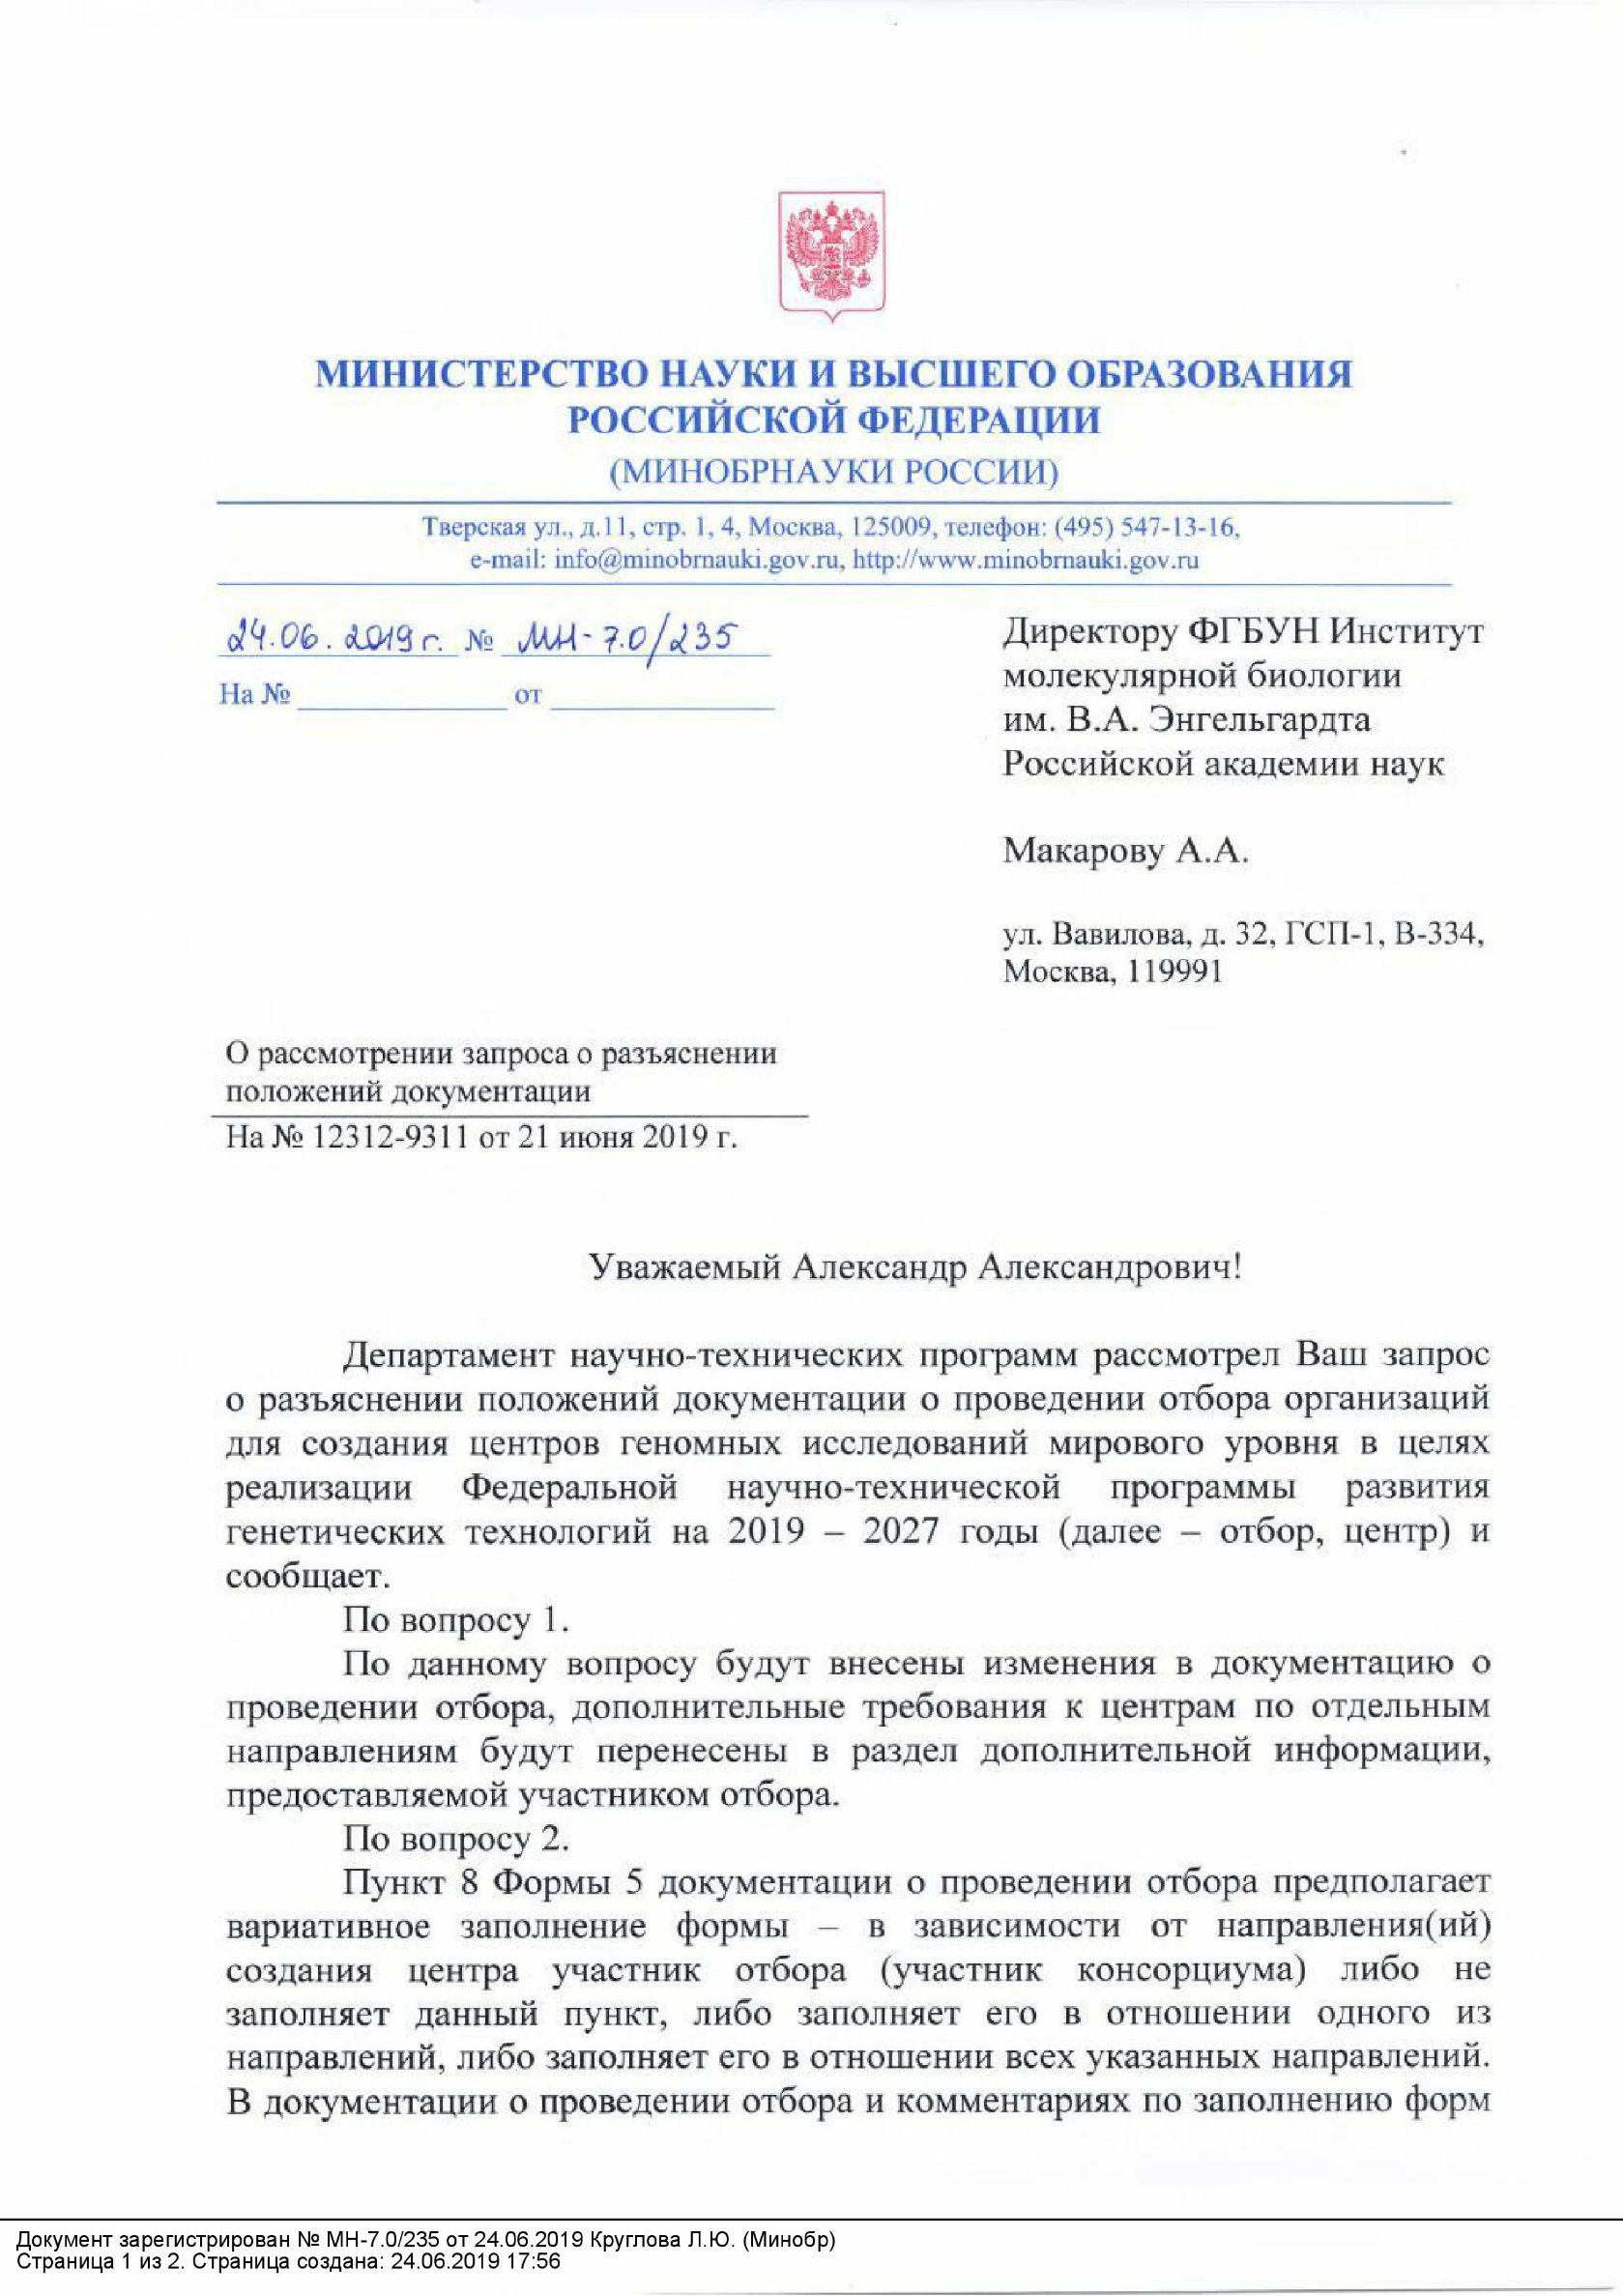 МИНИСТЕРСТВО НАУКИ И ВЫСШЕГО ОБРАЗОВАНИЯ
РОССИЙСКОЙ ФЕДЕРАЦИИ
(МИНОБРНАУКИ РОССИИ)
Тверская ул., д.11, стр. 1, 4, Москва, 125009, телефон: (495) 547-13-16,
e-mail: info@minobrnauki.gov.ru, http://www.minobrnauki.gov.ru
24.06.2019 г. № МН-7.0/235
На № ______________ от ______________
Директору ФГБУН Институт
молекулярной биологии
им. В.А. Энгельгардта
Российской академии наук
Макарову А.А.
ул. Вавилова, д. 32, ГСП-1, В-334,
Москва, 119991
О рассмотрении запроса о разъяснении
положений документации
На № 12312-9311 от 21 июня 2019 г.
Уважаемый Александр Александрович!
Департамент научно-технических программ рассмотрел Ваш запрос
о разъяснении положений документации о проведении отбора организаций
для создания центров геномных исследований мирового уровня в целях
реализации Федеральной научно-технической программы развития
генетических технологий на 2019 – 2027 годы (далее – отбор, центр) и
сообщает.
По вопросу 1.
По данному вопросу будут внесены изменения в документацию о
проведении отбора, дополнительные требования к центрам по отдельным
направлениям будут перенесены в раздел дополнительной информации,
предоставляемой участником отбора.
По вопросу 2.
Пункт 8 Формы 5 документации о проведении отбора предполагает
вариативное заполнение формы – в зависимости от направления(ий)
создания центра участник отбора (участник консорциума) либо не
заполняет данный пункт, либо заполняет его в отношении одного из
направлений, либо заполняет его в отношении всех указанных направлений.
В документации о проведении отбора и комментариях по заполнению форм
Документ зарегистрирован № МН-7.0/235 от 24.06.2019 Круглова Л.Ю. (Минобр)
Страница 1 из 2. Страница создана: 24.06.2019 17:56